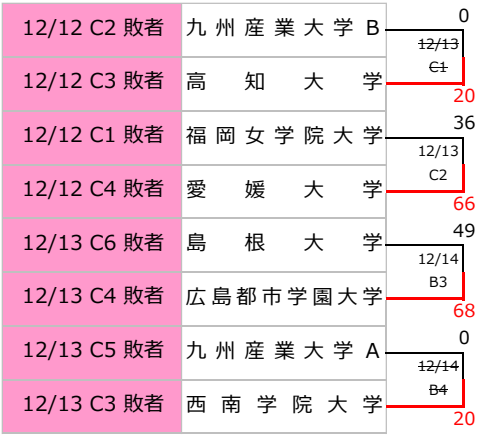 12/12 C2 敗者 九州産業大学B 0
12/13
C1
12/12 C3 敗者 高知大学 20
12/12 C1 敗者 福岡女学院大学 36
12/13
C2
12/12 C4 敗者 愛媛大学 66
12/13 C6 敗者 島根大学 49
12/14
B3
12/13 C4 敗者 広島都市学園大学 68
12/13 C5 敗者 九州産業大学A 0
12/14
B4
12/13 C3 敗者 西南学院大学 20